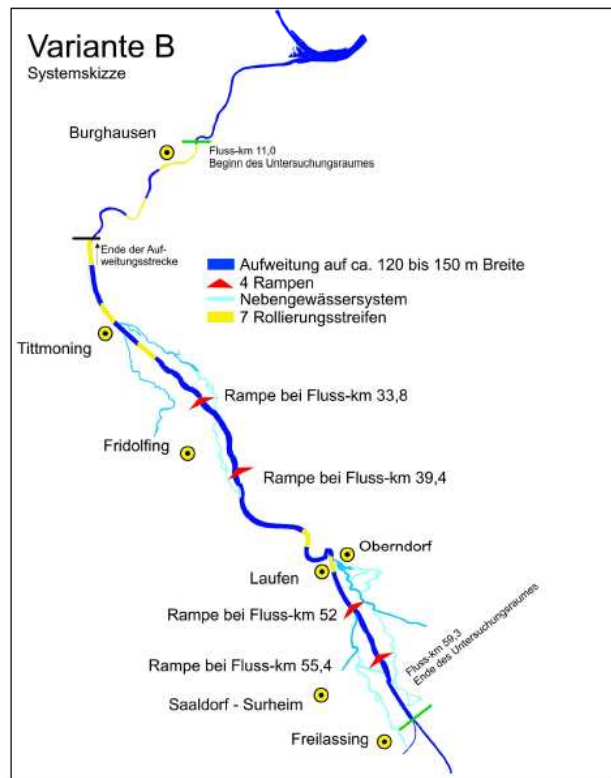 Variante B
Systemskizze
Burghausen
Fluss-km 11,0
Beginn des Untersuchungsraumes
Ende der Auf-
weitungsstrecke
Aufweitung auf ca. 120 bis 150 m Breite
4 Rampen
Nebengewässersystem
7 Rollierungsstreifen
Tittmoning
Rampe bei Fluss-km 33,8
Fridolfing
Rampe bei Fluss-km 39,4
Oberndorf
Laufen
Rampe bei Fluss-km 52
Fluss-km 59,3
Ende des Untersuchungsraumes
Rampe bei Fluss-km 55,4
Saaldorf - Surheim
Freilassing